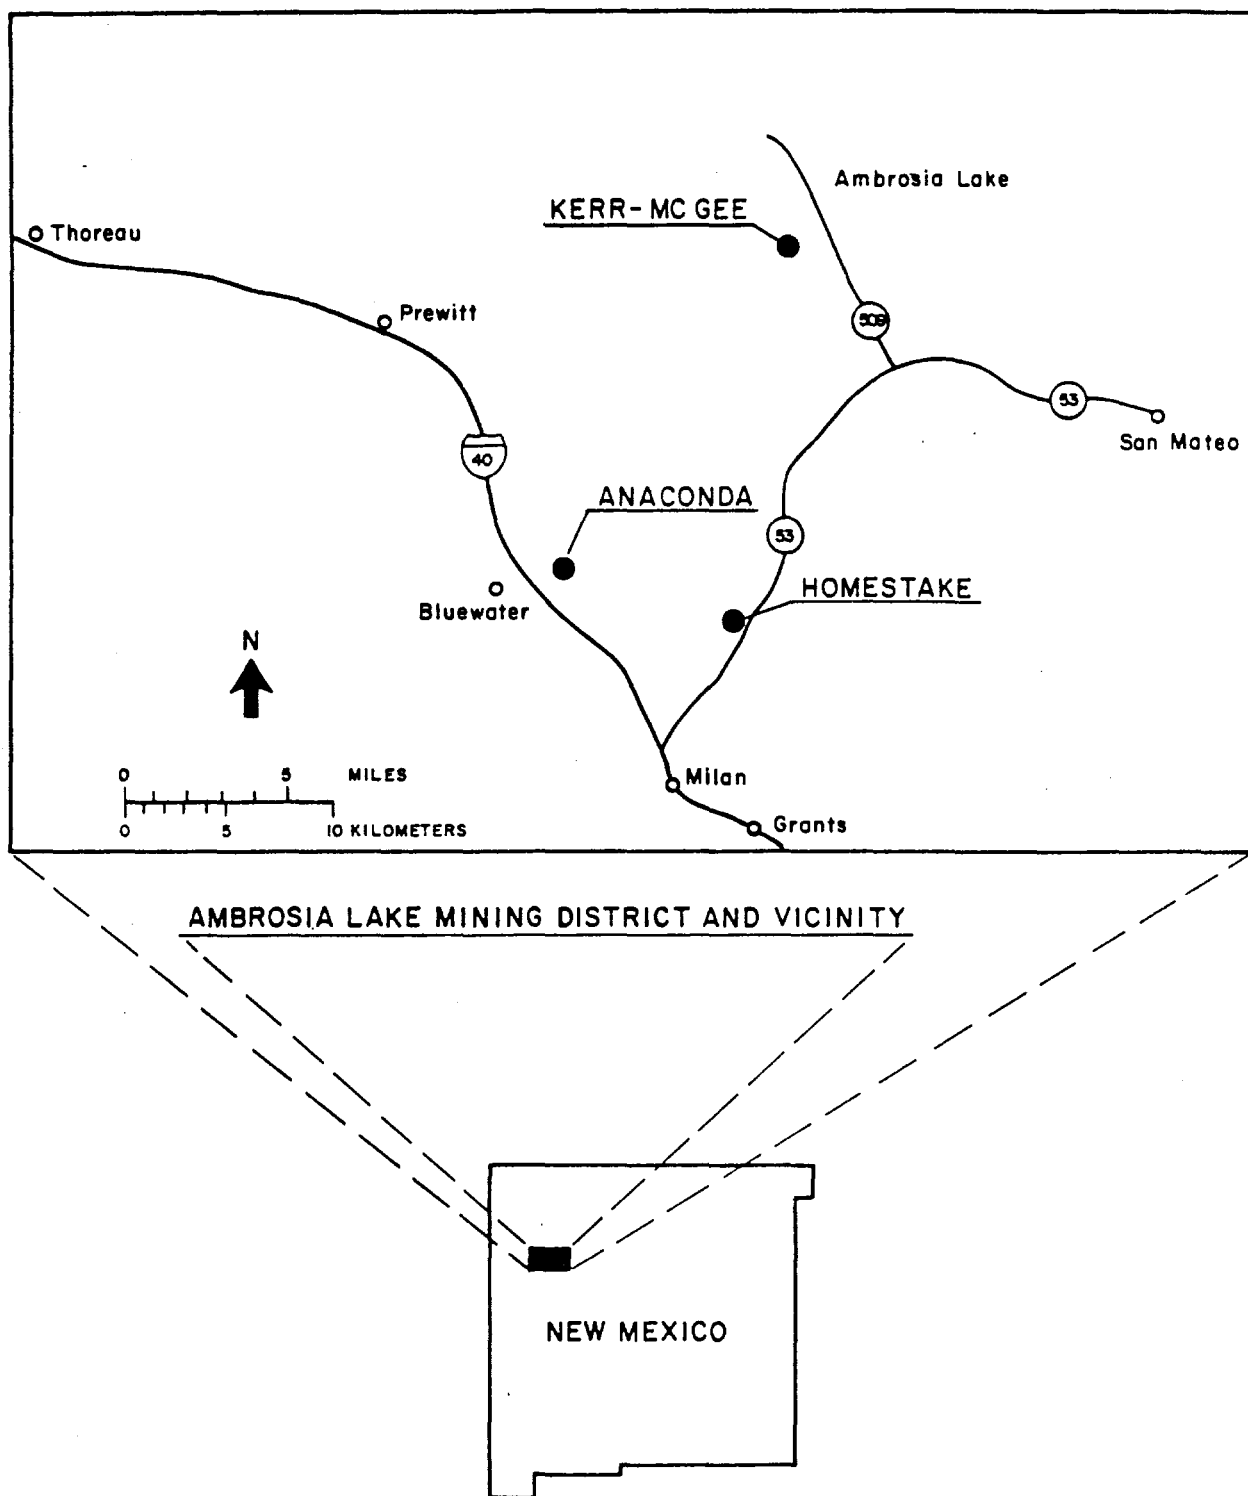 Ambrosia Lake
KERR-MC GEE
Thoreau
Prewitt
509
53
San Mateo
40
ANACONDA
53
HOMESTAKE
Bluewater
N
0 5 MILES
0 5 10 KILOMETERS
Milan
Grants
AMBROSIA LAKE MINING DISTRICT AND VICINITY
NEW MEXICO